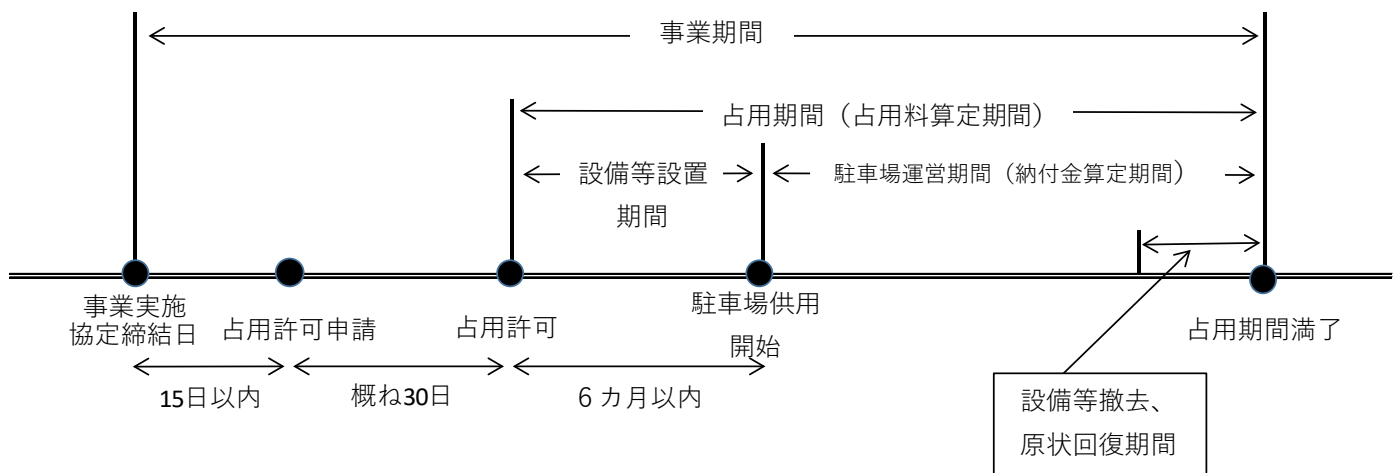 事業期間
占用期間（占用料算定期間）
設備等設置
期間
駐車場運営期間（納付金算定期間）
事業実施
協定締結日
占用許可申請
占用許可
駐車場供用
開始
占用期間満了
15日以内
概ね30日
６カ月以内
設備等撤去、
原状回復期間